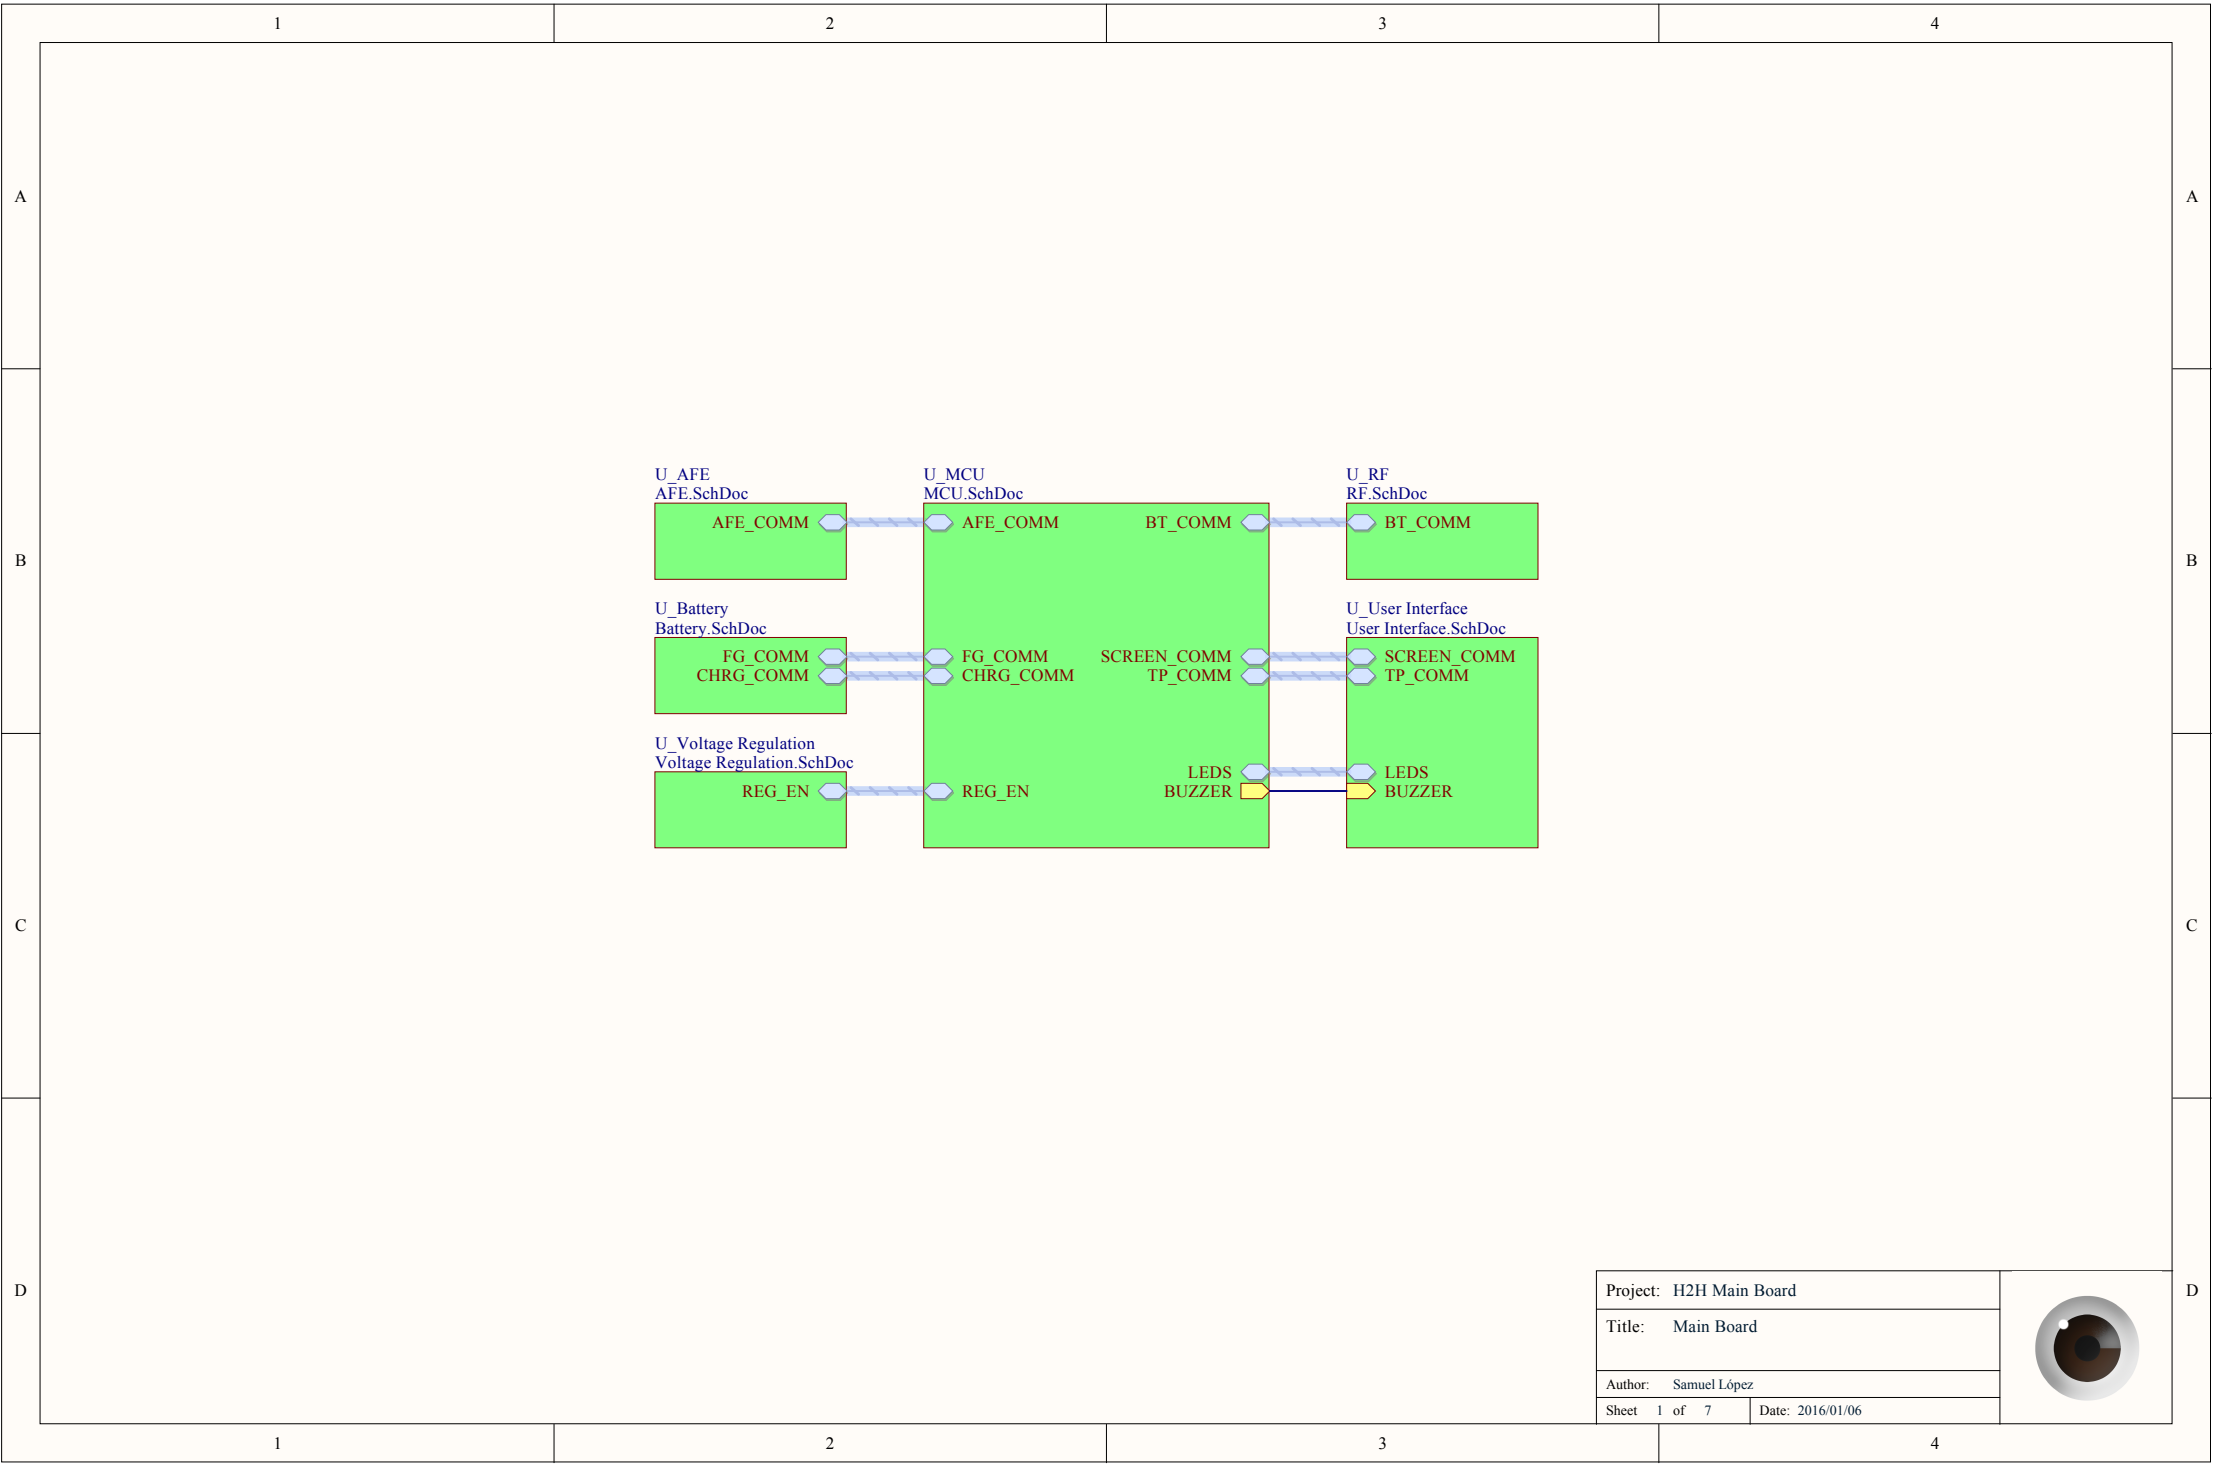 1 2 3 4
A A
U_AFE
AFE.SchDoc
AFE_COMM
U_MCU
MCU.SchDoc
AFE_COMM BT_COMM
U_RF
RF.SchDoc
BT_COMM
B B
U_Battery
Battery.SchDoc
FG_COMM
CHRG_COMM
FG_COMM SCREEN_COMM
CHRG_COMM TP_COMM
U_User Interface
User Interface.SchDoc
SCREEN_COMM
TP_COMM
U_Voltage Regulation
Voltage Regulation.SchDoc
REG_EN
LEDS
REG_EN BUZZER
LEDS
BUZZER
C C
D D
Project: H2H Main Board
Title: Main Board
Author: Samuel López
Sheet 1 of 7 Date: 2016/01/06
1 2 3 4